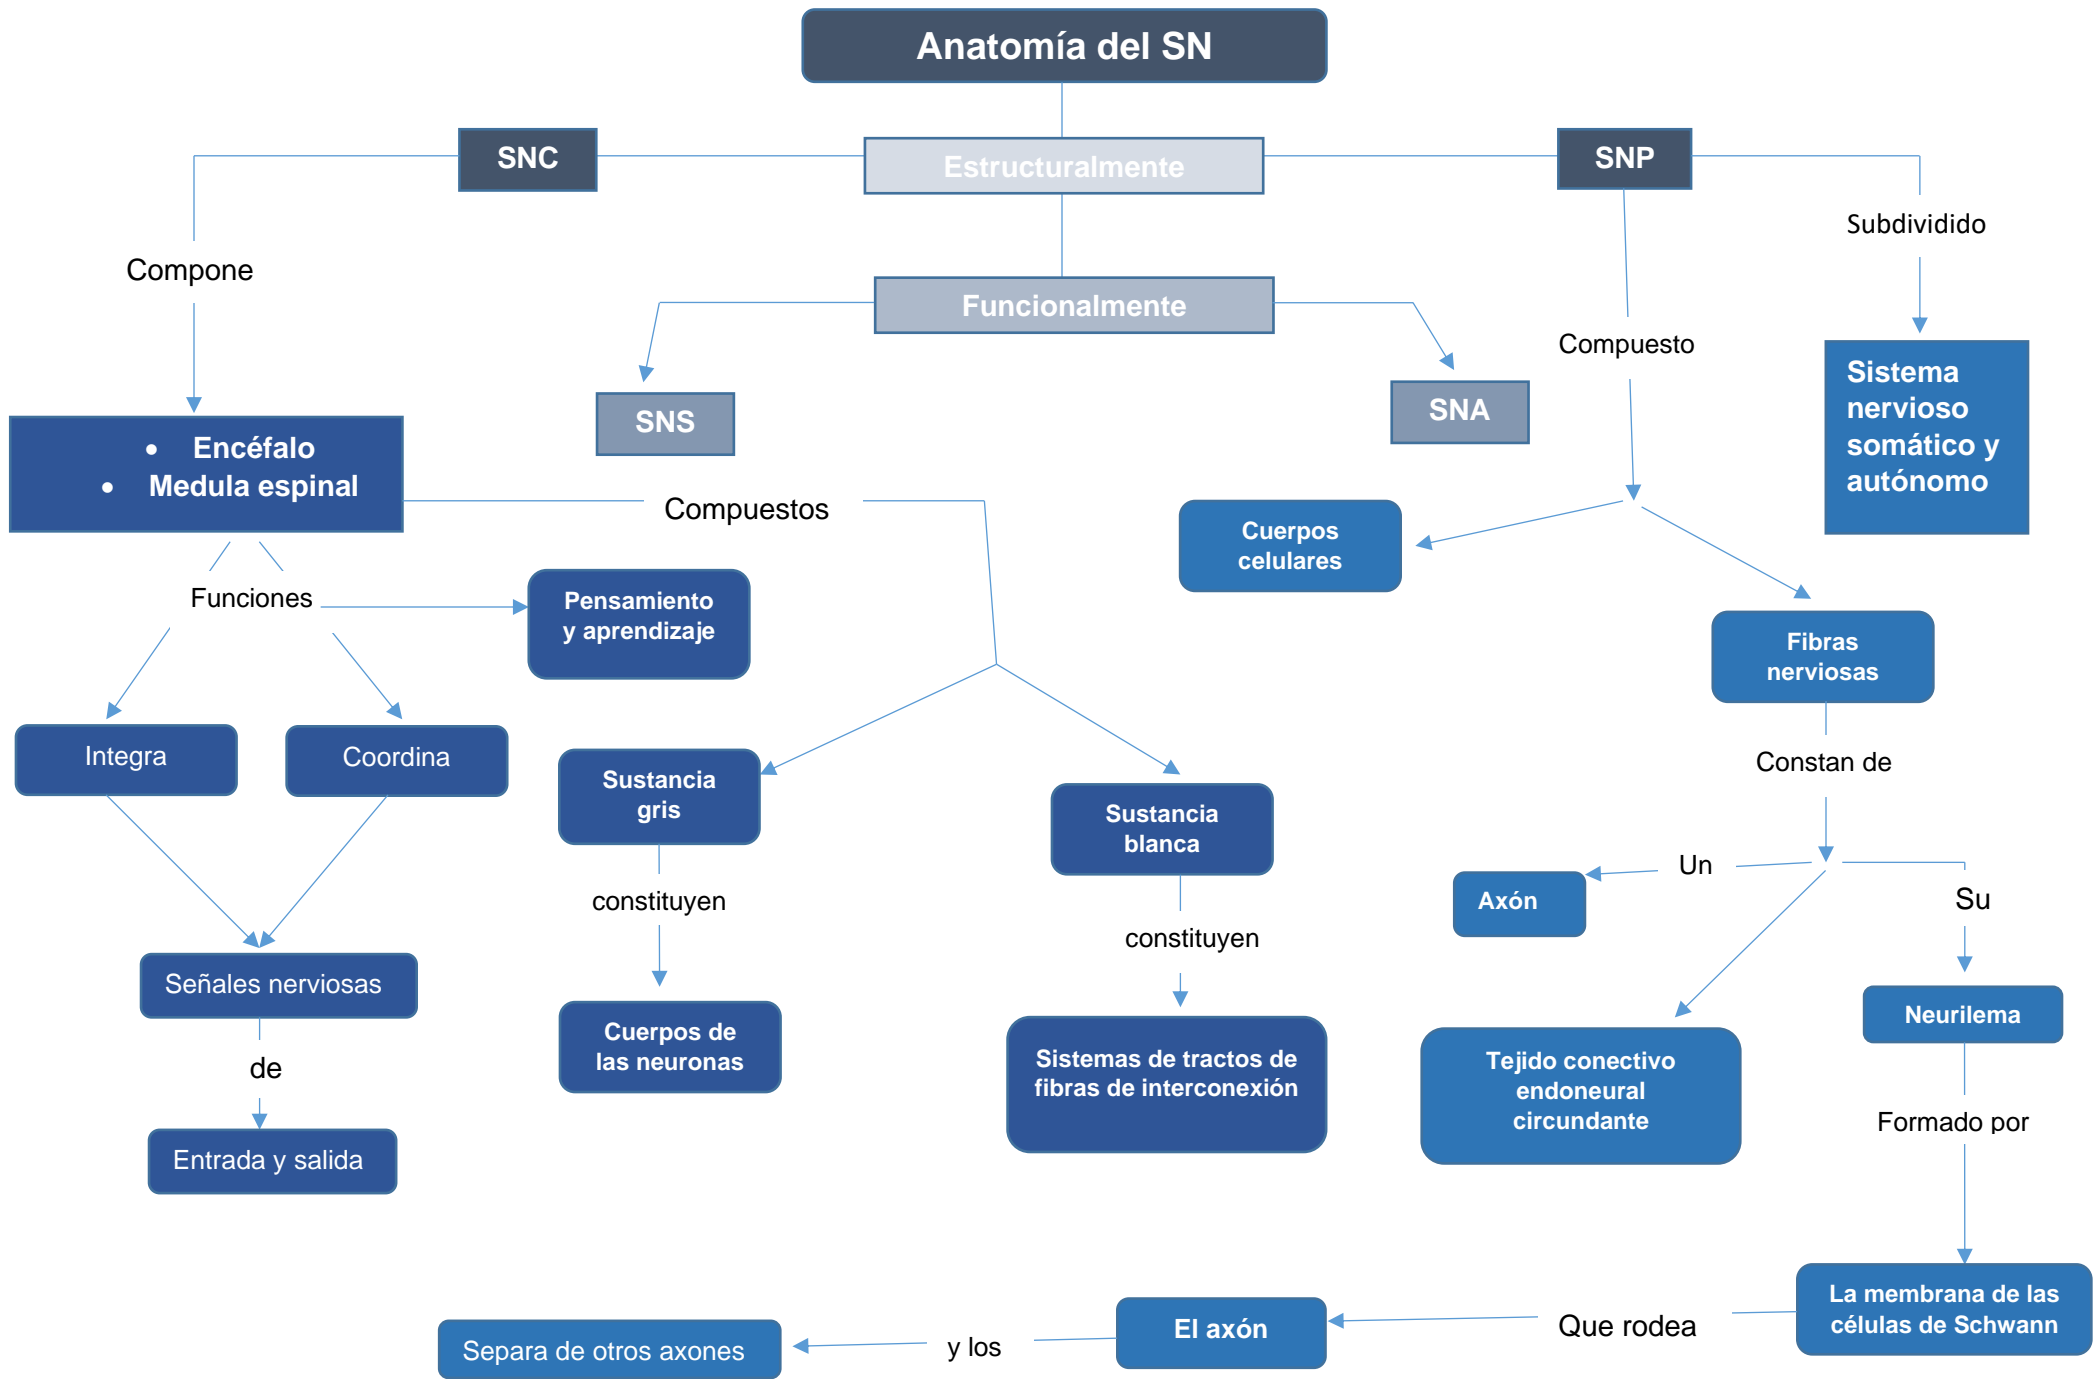 Anatomía del SN
SNC
Estructuralmente
SNP
Subdividido
Compone
Funcionalmente
Compuesto
Sistema
nervioso
somático y
autónomo
SNS
SNA
• Encéfalo
• Medula espinal
Compuestos
Cuerpos
celulares
Funciones
Pensamiento
y aprendizaje
Fibras
nerviosas
Integra
Coordina
Sustancia
gris
Sustancia
blanca
Constan de
constituyen
constituyen
Un
Axón
Su
Señales nerviosas
Cuerpos de
las neuronas
Sistemas de tractos de
fibras de interconexión
Tejido conectivo
endoneural
circundante
Neurilema
de
Formado por
Entrada y salida
La membrana de las
células de Schwann
Que rodea
El axón
y los
Separa de otros axones